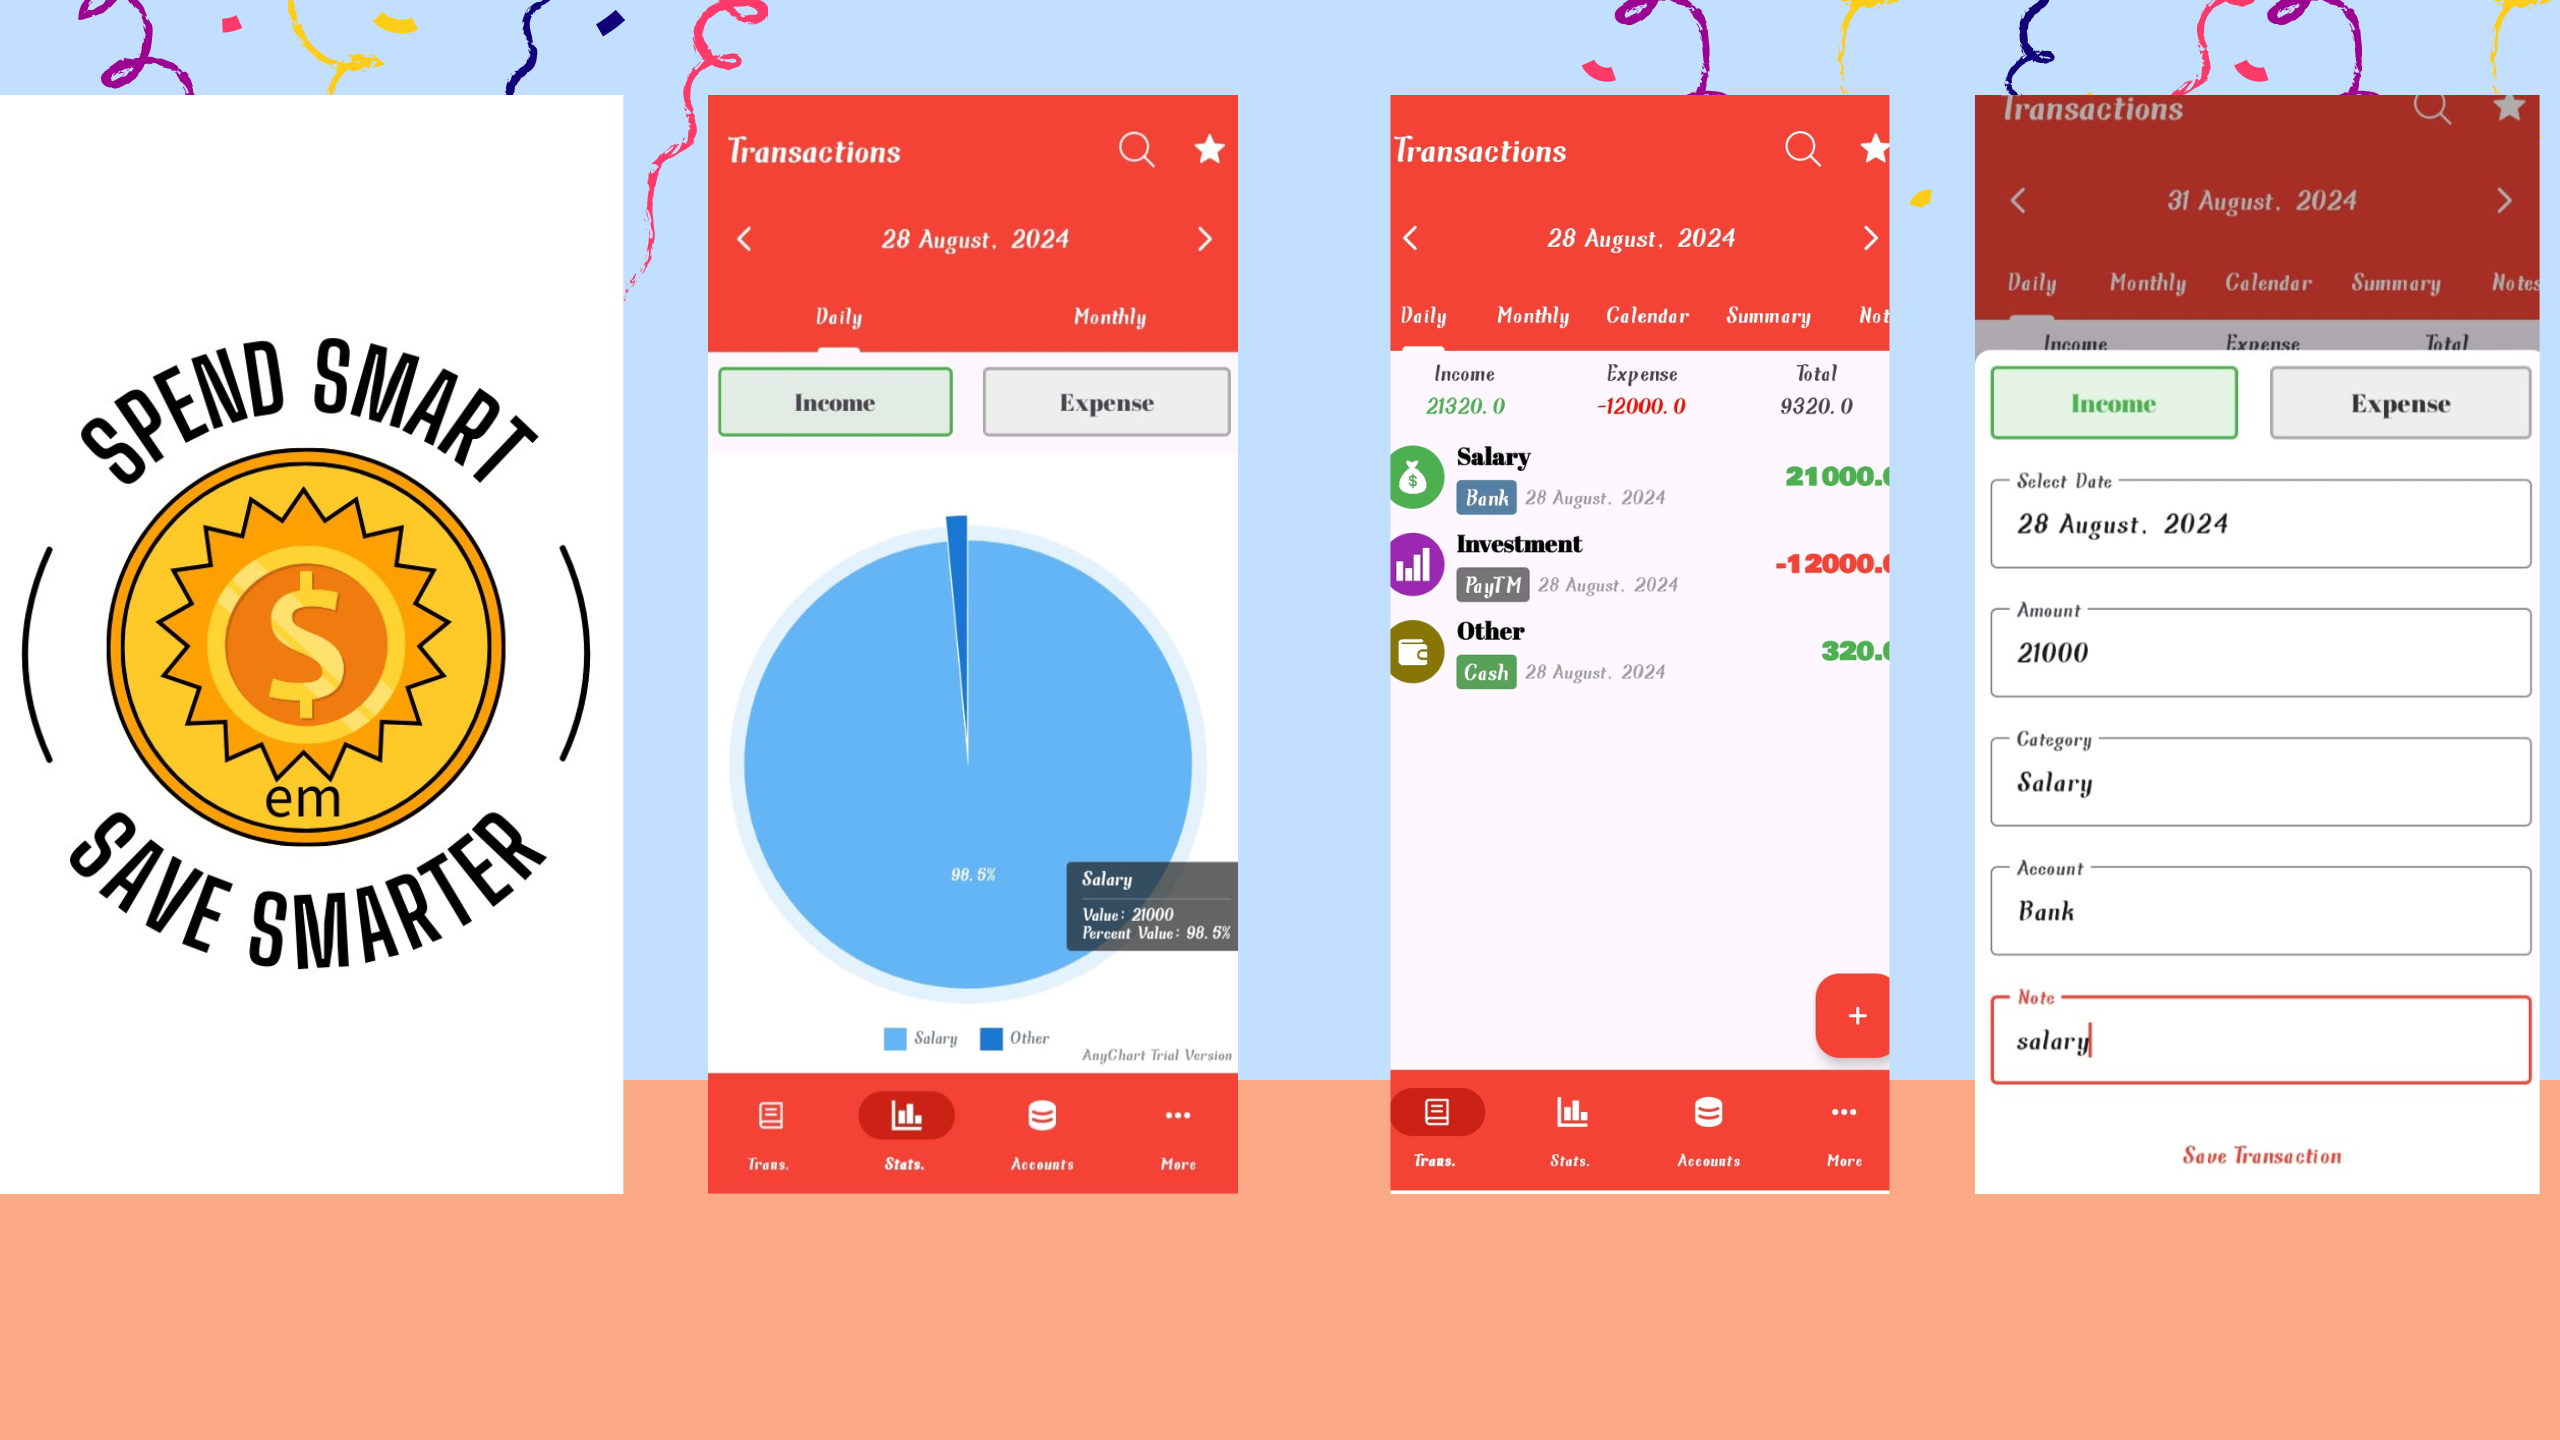 SPEND SMART
em
SAVE SMARTER
Transactions
28 August, 2024
Daily Monthly
Income Expense
98.5%
Salary
Value: 21000
Percent Value: 98.5%
Salary Other
AnyChart Trial Version
Trans. Stats. Accounts More
Transactions
28 August, 2024
Daily Monthly Calendar Summary Not
Income Expense Total
21320.0 -12000.0 9320.0
Salary
21000.0
Bank 28 August, 2024
Investment
-12000.0
PayTM 28 August, 2024
Other
320.0
Cash 28 August, 2024
+
Trans. Stats. Accounts More
Transactions
31 August, 2024
Daily Monthly Calendar Summary Notes
Income Expense Total
Income Expense
Select Date
28 August, 2024
Amount
21000
Category
Salary
Account
Bank
Note
salary
Save Transaction